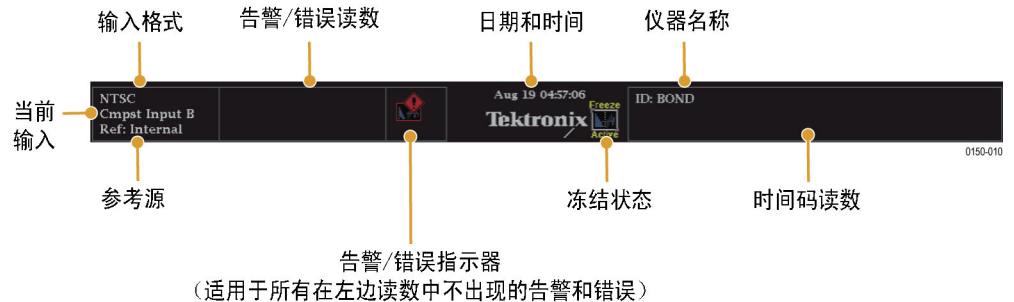 输入格式
告警/错误读数
日期和时间
仪器名称
当前
输入
NTSC
Cmpst Input B
Ref: Internal
Aug 19 04:57:06
Tektronix
Freeze
Active
ID: BOND
0150-010
参考源
冻结状态
时间码读数
告警/错误指示器
（适用于所有在左边读数中不出现的告警和错误）